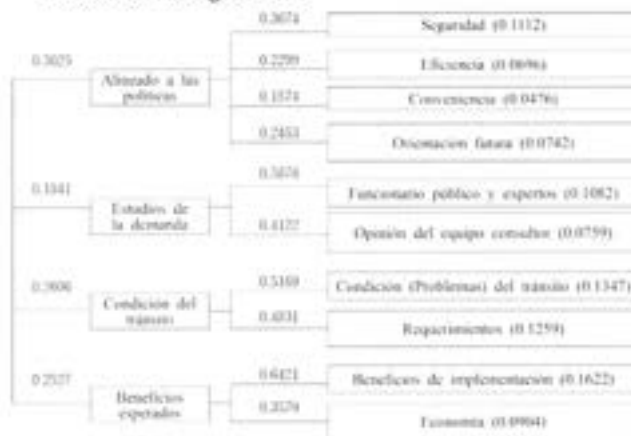 0.3674
Seguridad (0.1112)
0.3025
0.2299
Eficiencia (0.0696)
Alineado a las
políticas
0.1574
Conveniencia (0.0476)
0.2453
Orientacion futura (0.0742)
0.1841
0.5878
Funcionario público y expertos (0.1082)
Estudios de
la demanda
0.4122
Opinión del equipo consultor (0.0759)
0.2606
0.5169
Condición (Problemas) del tránsito (0.1347)
Condición del
tránsito
0.4831
Requerimientos (0.1259)
0.2527
0.6421
Beneficios de implementación (0.1622)
Beneficios
esperados
0.3579
Economía (0.0904)